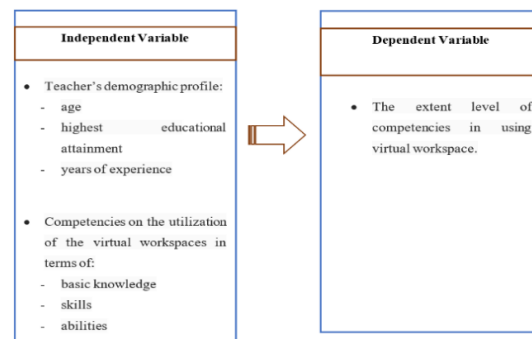 Independent Variable
• Teacher's demographic profile:
- age
- highest educational
attainment
- years of experience
• Competencies on the utilization
of the virtual workspaces in
terms of:
- basic knowledge
- skills
- abilities
Dependent Variable
• The extent level of
competencies in using
virtual workspace.